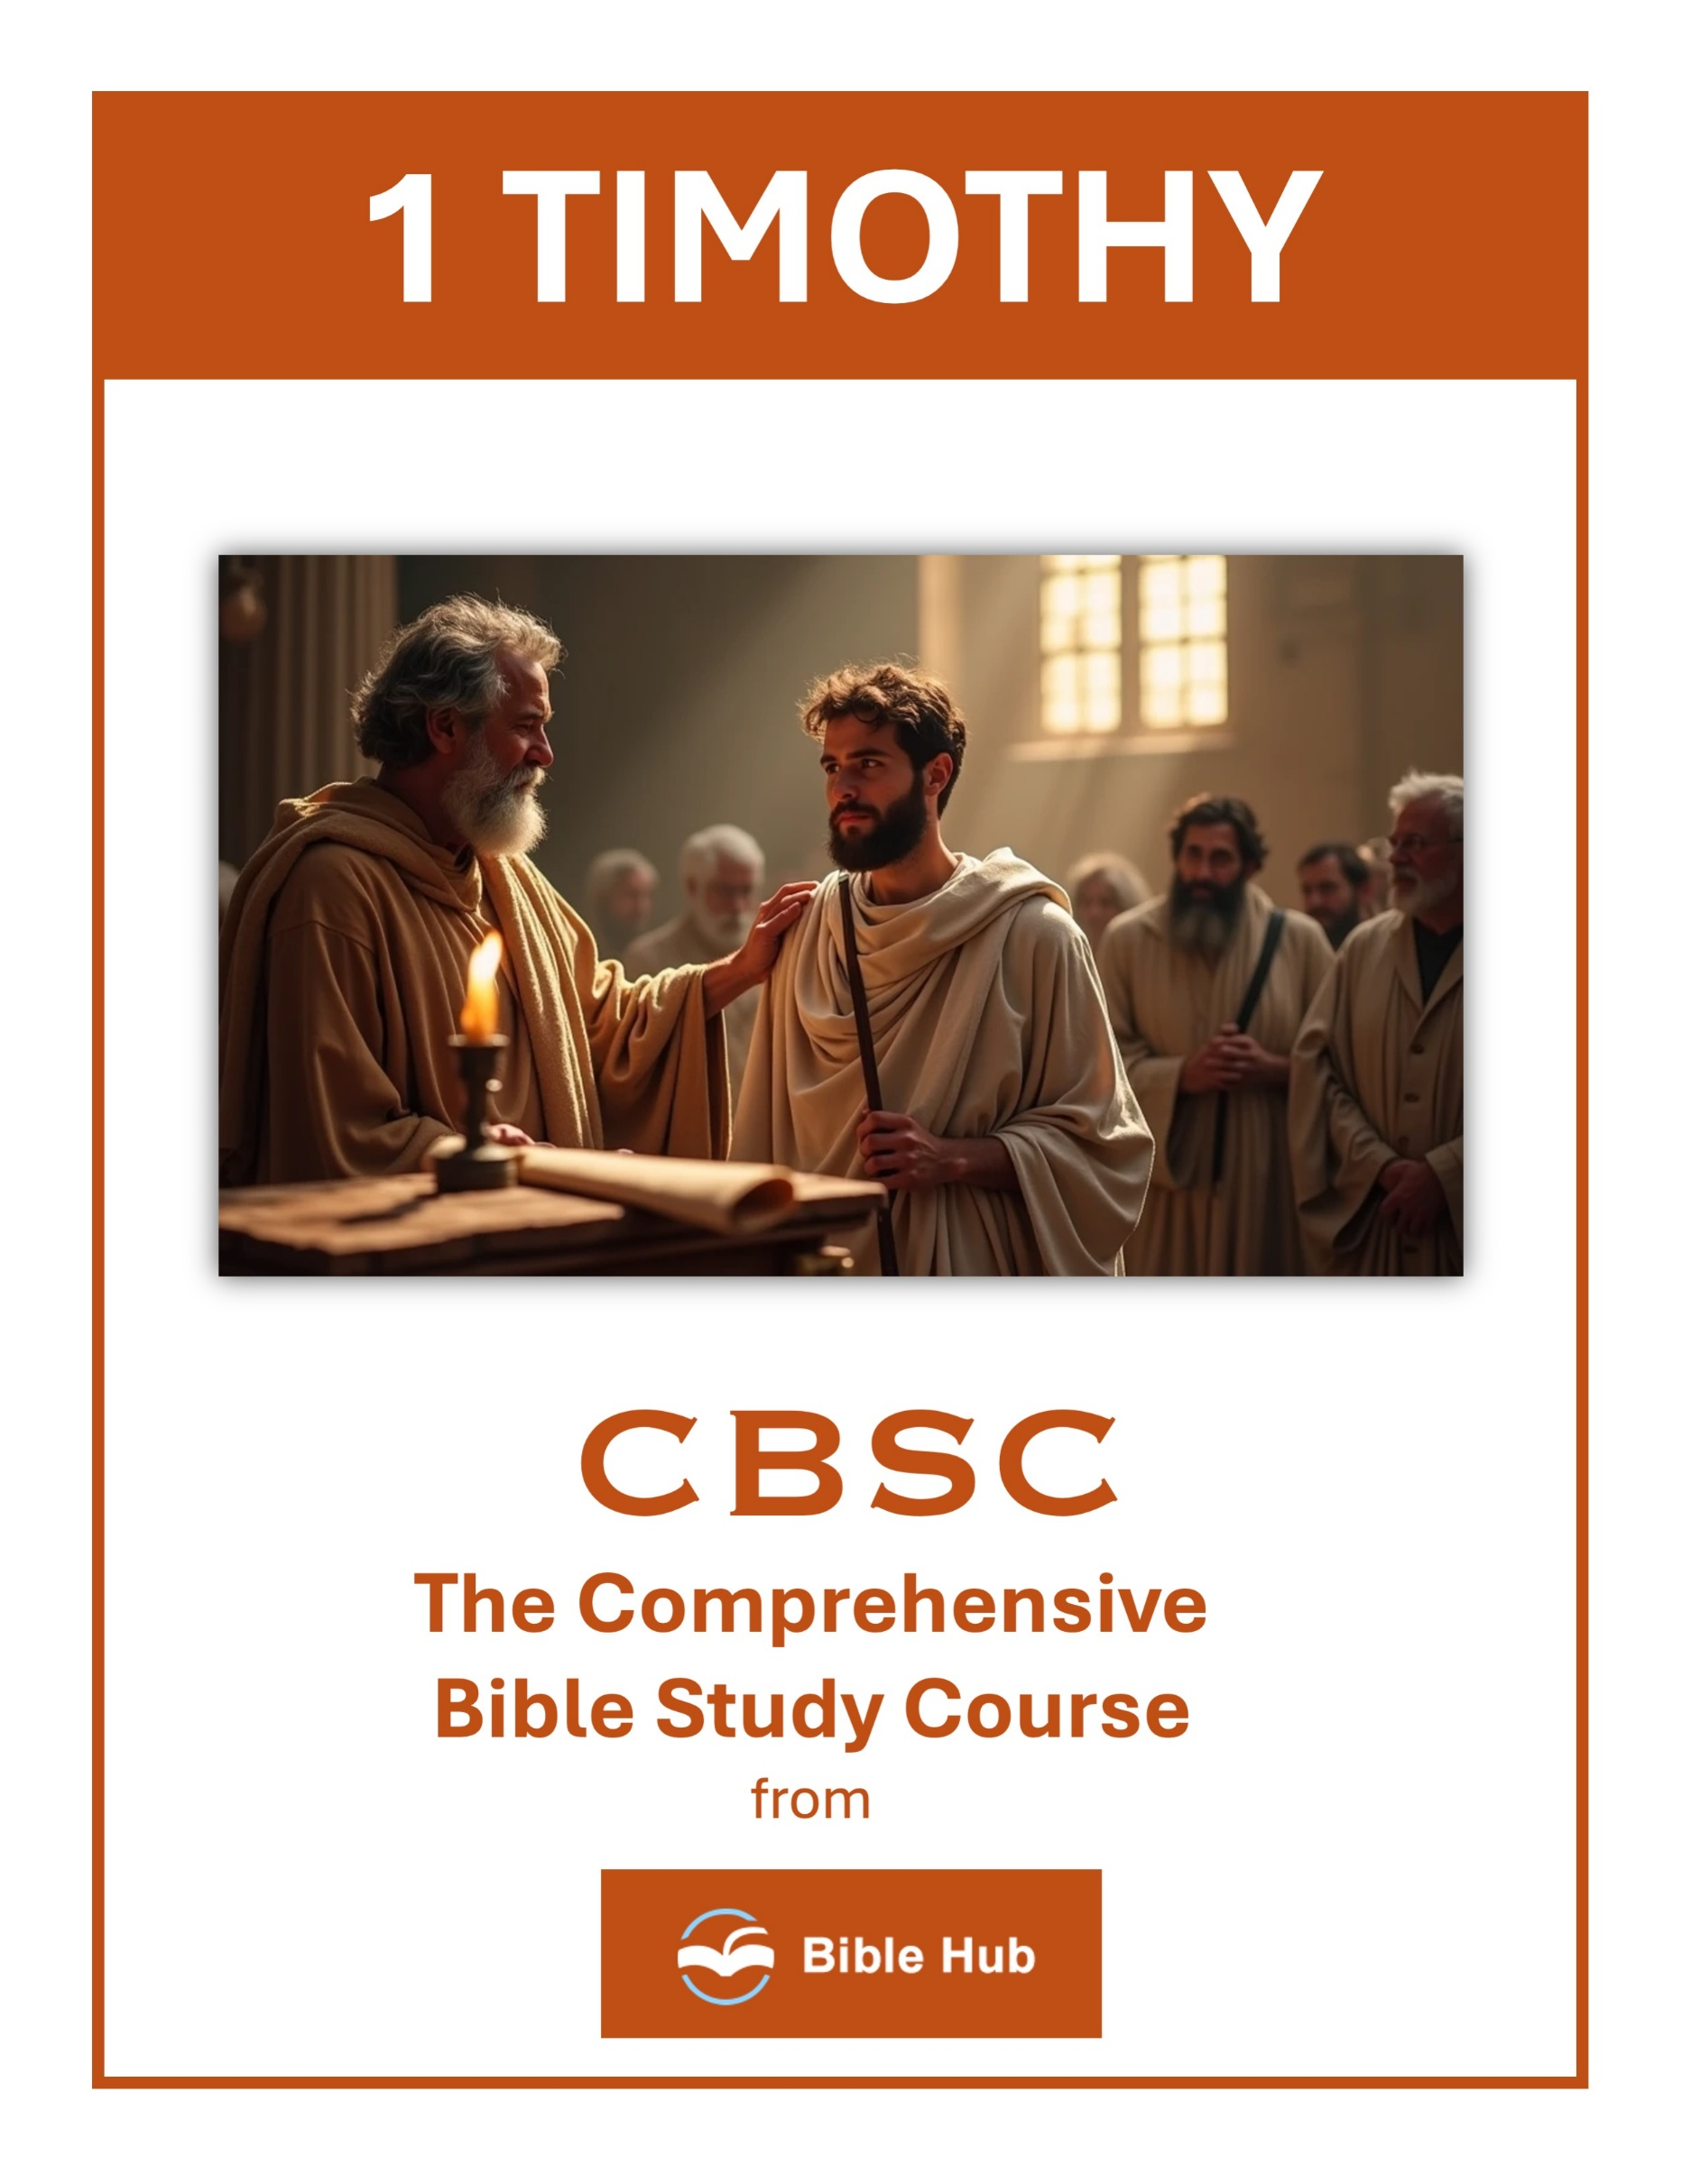 1 TIMOTHY
CBSC
The Comprehensive
Bible Study Course
from
Bible Hub